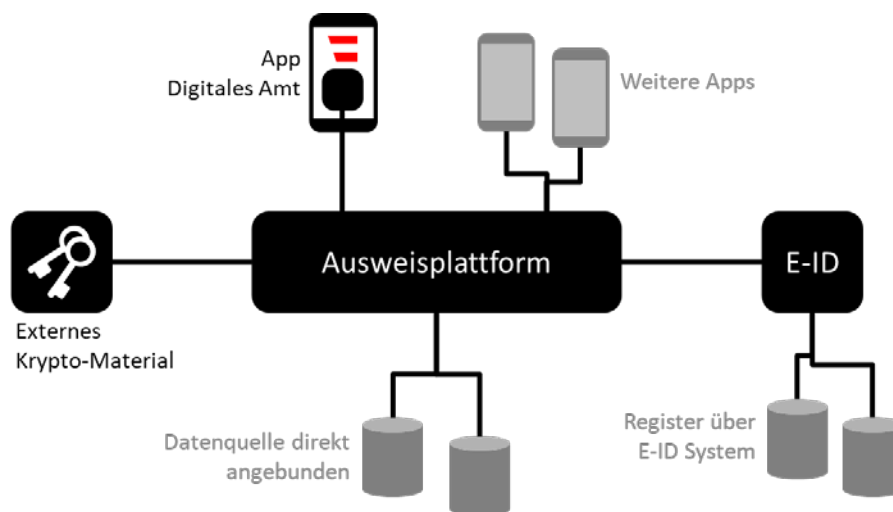 App
Digitales Amt
Weitere Apps
Ausweisplattform
E-ID
Externes
Krypto-Material
Datenquelle direkt
angebunden
Register über
E-ID System